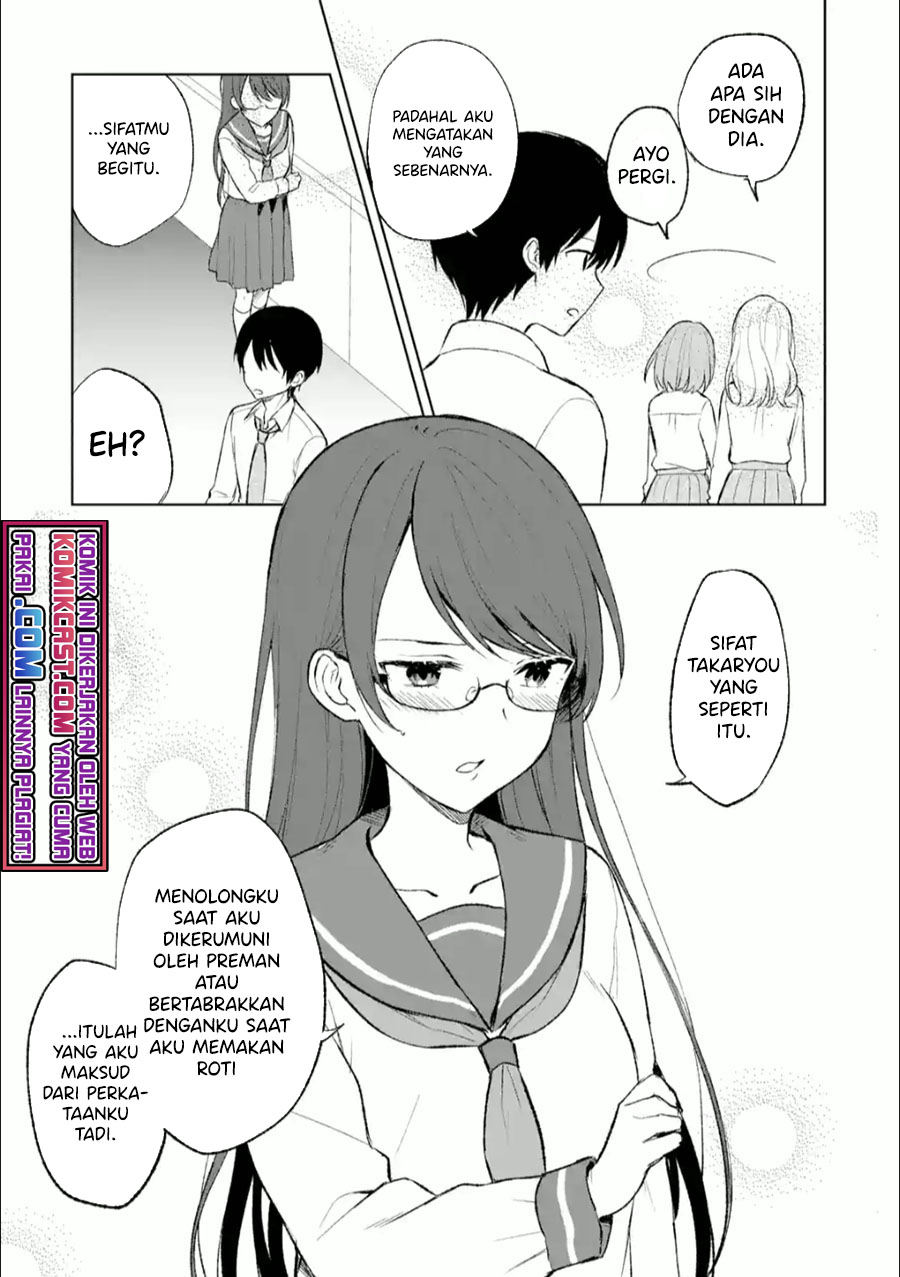 ADA
APA SIH
DENGAN
DIA.
AYO
PERGI.
PADAHAL AKU
MENGATAKAN
YANG
SEBENARNYA.
...SIFATMU
YANG
BEGITU.
EH?
SIFAT
TAKARYOU
YANG
SEPERTI
ITU.
MENOLONGKU
SAAT AKU
DIKERUMUNI
OLEH PREMAN
ATAU
BERTABRAKKAN
DENGANKU SAAT
AKU MEMAKAN
ROTI
...ITULAH
YANG AKU
MAKSUD
DARI PERKA-
TAANKU
TADI.
KOMIK INI DIKERJAKAN OLEH WEB
KOMIKCAST.COM YANG CUMA
PAKAI .COM LAINNYA PLAGIAT!